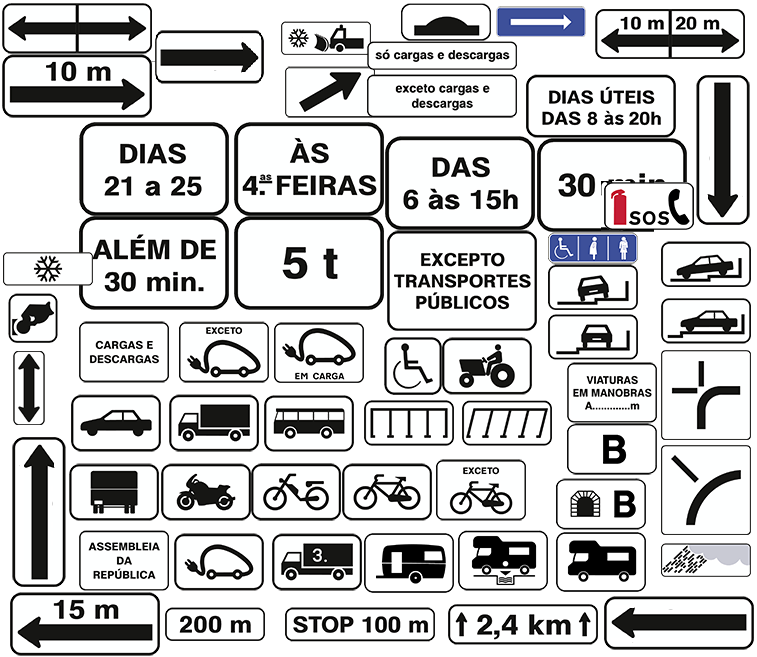 10 m 20 m
só cargas e descargas
10 m
exceto cargas e
descargas
DIAS ÚTEIS
DAS 8 às 20h
DIAS
21 a 25
ÀS
4.as FEIRAS
DAS
6 às 15h
30 min
SOS
ALÉM DE
30 min.
5 t
EXCEPTO
TRANSPORTES
PÚBLICOS
CARGAS E
DESCARGAS
EXCETO
EM CARGA
VIATURAS
EM MANOBRAS
A.............m
B
EXCETO
B
ASSEMBLEIA
DA
REPÚBLICA
3.
15 m
200 m
STOP 100 m
2,4 km